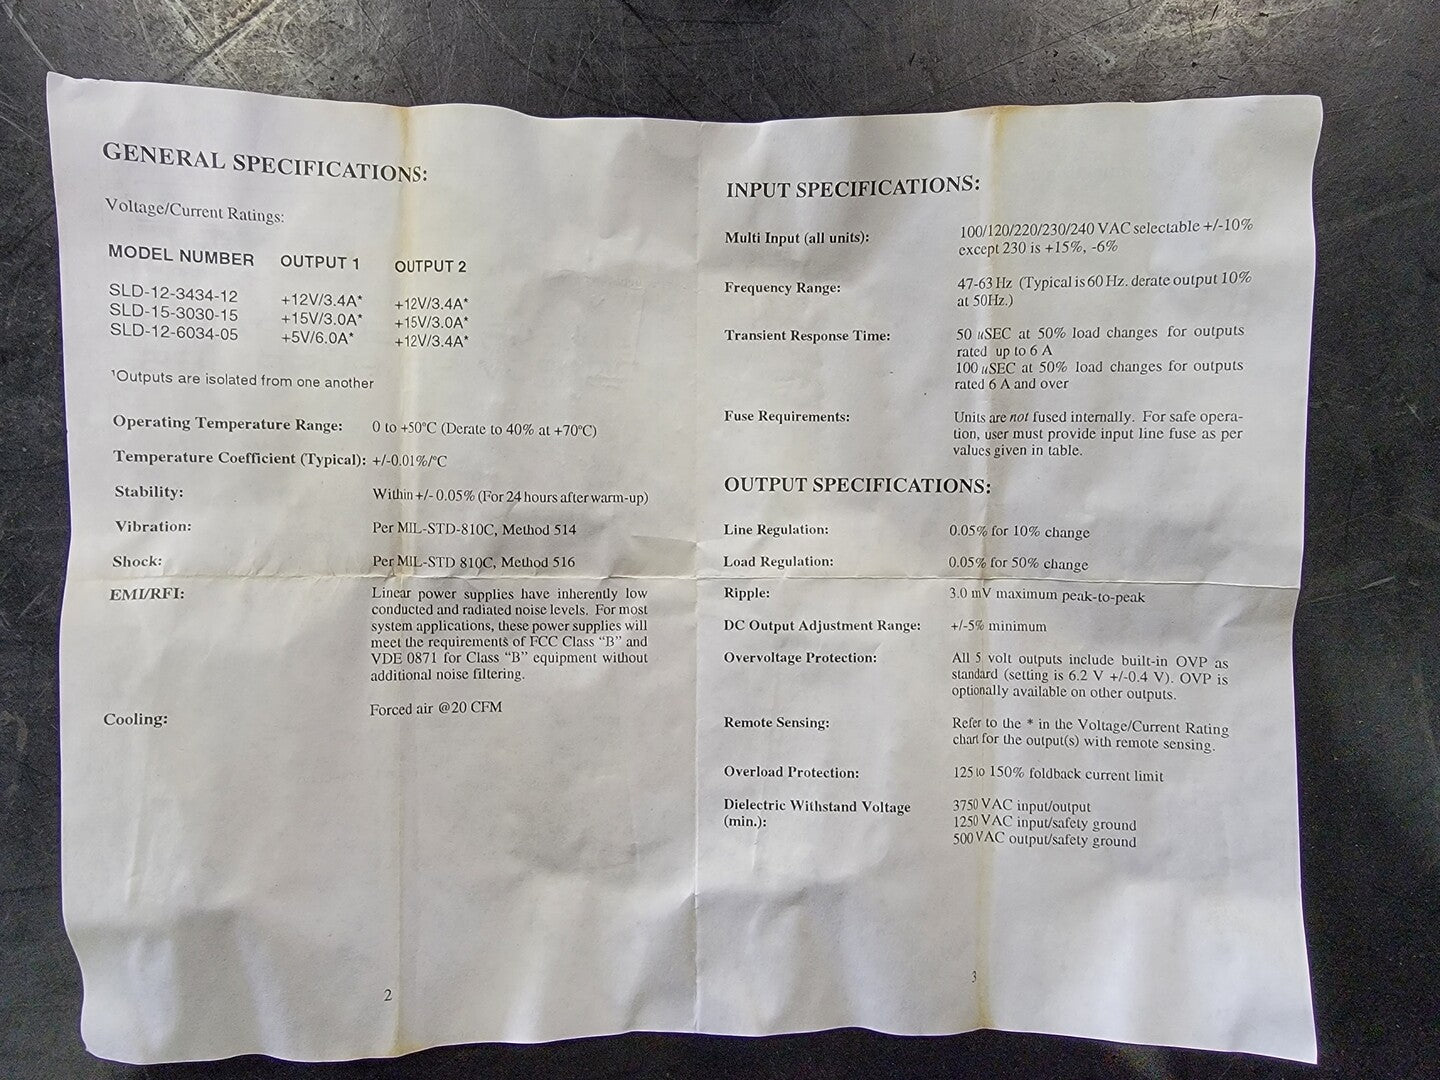 GENERAL SPECIFICATIONS:
Voltage/Current Ratings:
MODEL NUMBER OUTPUT 1 OUTPUT 2
SLD-12-3434-12 +12V/3.4A* +12V/3.4A*
SLD-15-3030-15 +15V/3.0A* +15V/3.0A*
SLD-12-6034-05 +5V/6.0A* +12V/3.4A*
¹Outputs are isolated from one another
Operating Temperature Range: 0 to +50°C (Derate to 40% at +70°C)
Temperature Coefficient (Typical): +/-0.01%/°C
Stability: Within +/- 0.05% (For 24 hours after warm-up)
Vibration: Per MIL-STD-810C, Method 514
Shock: Per MIL-STD 810C, Method 516
EMI/RFI: Linear power supplies have inherently low
conducted and radiated noise levels. For most
system applications, these power supplies will
meet the requirements of FCC Class “B” and
VDE 0871 for Class “B” equipment without
additional noise filtering.
Cooling: Forced air @20 CFM
2
INPUT SPECIFICATIONS:
Multi Input (all units): 100/120/220/230/240 VAC selectable +/-10%
except 230 is +15%, -6%
Frequency Range: 47-63 Hz (Typical is 60 Hz. derate output 10%
at 50Hz.)
Transient Response Time: 50 uSEC at 50% load changes for outputs
rated up to 6 A
100 uSEC at 50% load changes for outputs
rated 6 A and over
Fuse Requirements: Units are not fused internally. For safe opera-
tion, user must provide input line fuse as per
values given in table.
OUTPUT SPECIFICATIONS:
Line Regulation: 0.05% for 10% change
Load Regulation: 0.05% for 50% change
Ripple: 3.0 mV maximum peak-to-peak
DC Output Adjustment Range: +/-5% minimum
Overvoltage Protection: All 5 volt outputs include built-in OVP as
standard (setting is 6.2 V +/-0.4 V). OVP is
optionally available on other outputs.
Remote Sensing: Refer to the * in the Voltage/Current Rating
chart for the output(s) with remote sensing.
Overload Protection: 125 to 150% foldback current limit
Dielectric Withstand Voltage 3750 VAC input/output
(min.): 1250 VAC input/safety ground
500 VAC output/safety ground
3